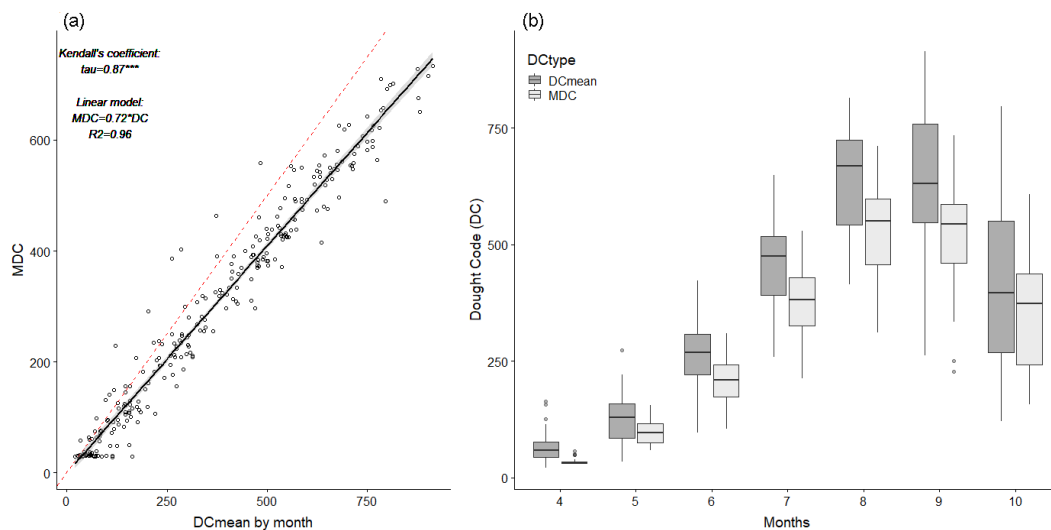 (a)
Kendall's coefficient:
tau=0.87***
Linear model:
MDC=0.72*DC
R2=0.96
MDC
600
400
200
0
0 250 500 750
DCmean by month
(b)
DCtype
DCmean
MDC
Dought Code (DC)
750
500
250
0
4 5 6 7 8 9 10
Months